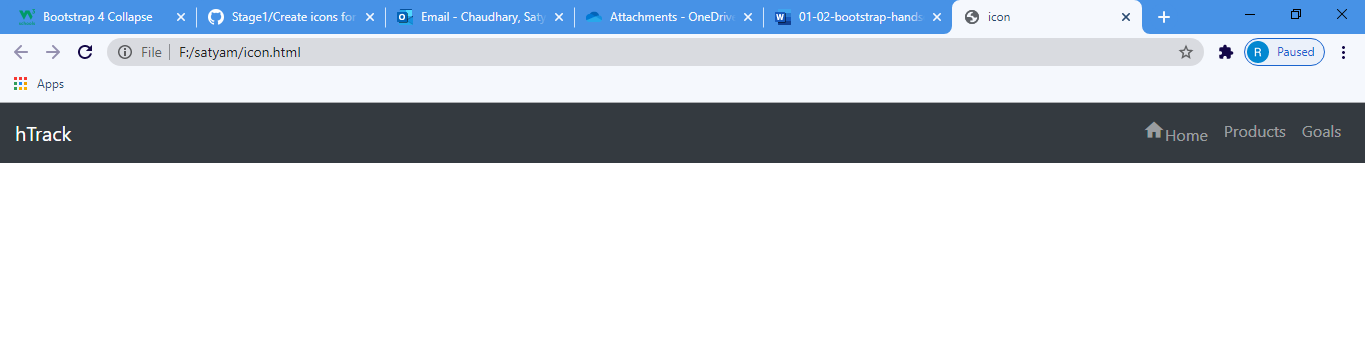 Bootstrap 4 Collapse
Stage1/Create icons for
Email - Chaudhary, Saty
Attachments - OneDrive
01-02-bootstrap-hands
icon
File
F:/satyam/icon.html
R
Paused
Apps
hTrack
Home
Products
Goals